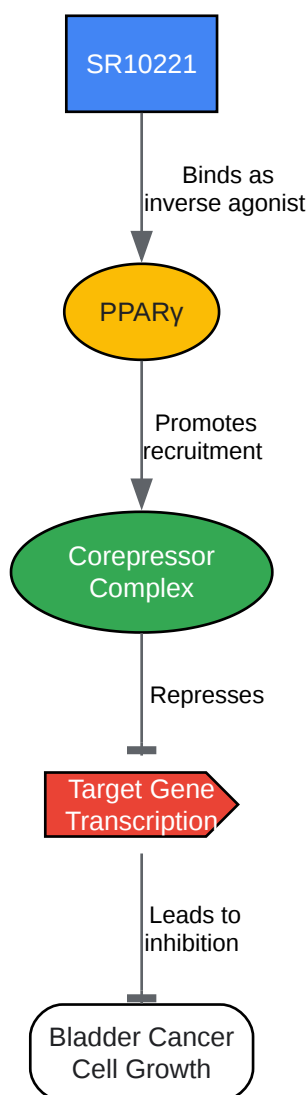 SR10221
Binds as
inverse agonist
PPARγ
Promotes
recruitment
Corepressor
Complex
Represses
Target Gene
Transcription
Leads to
inhibition
Bladder Cancer
Cell Growth